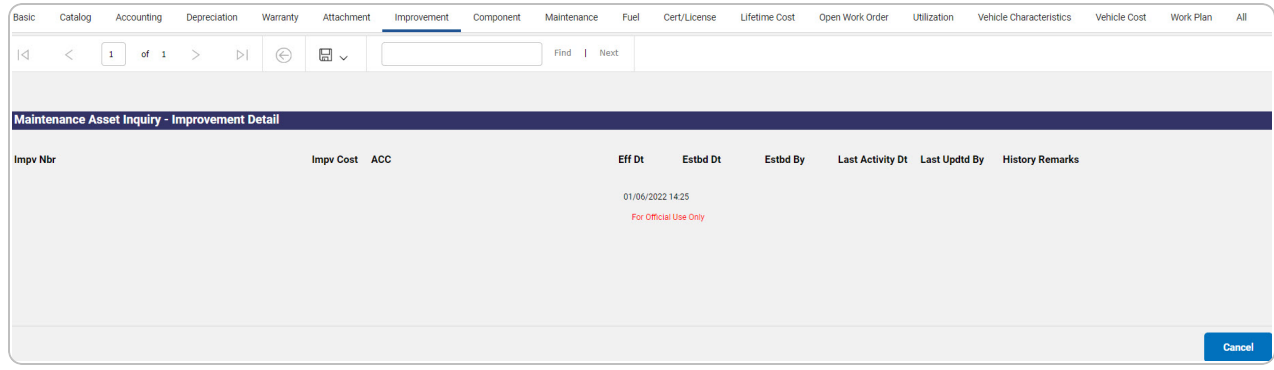 Basic Catalog Accounting Depreciation Warranty Attachment Improvement Component Maintenance Fuel Cert/License Lifetime Cost Open Work Order Utilization Vehicle Characteristics Vehicle Cost Work Plan All
1 of 1 Find | Next
Maintenance Asset Inquiry - Improvement Detail
Impv Nbr Impv Cost ACC Eff Dt Estbd Dt Estbd By Last Activity Dt Last Updtd By History Remarks
01/06/2022 14:25
For Official Use Only
Cancel